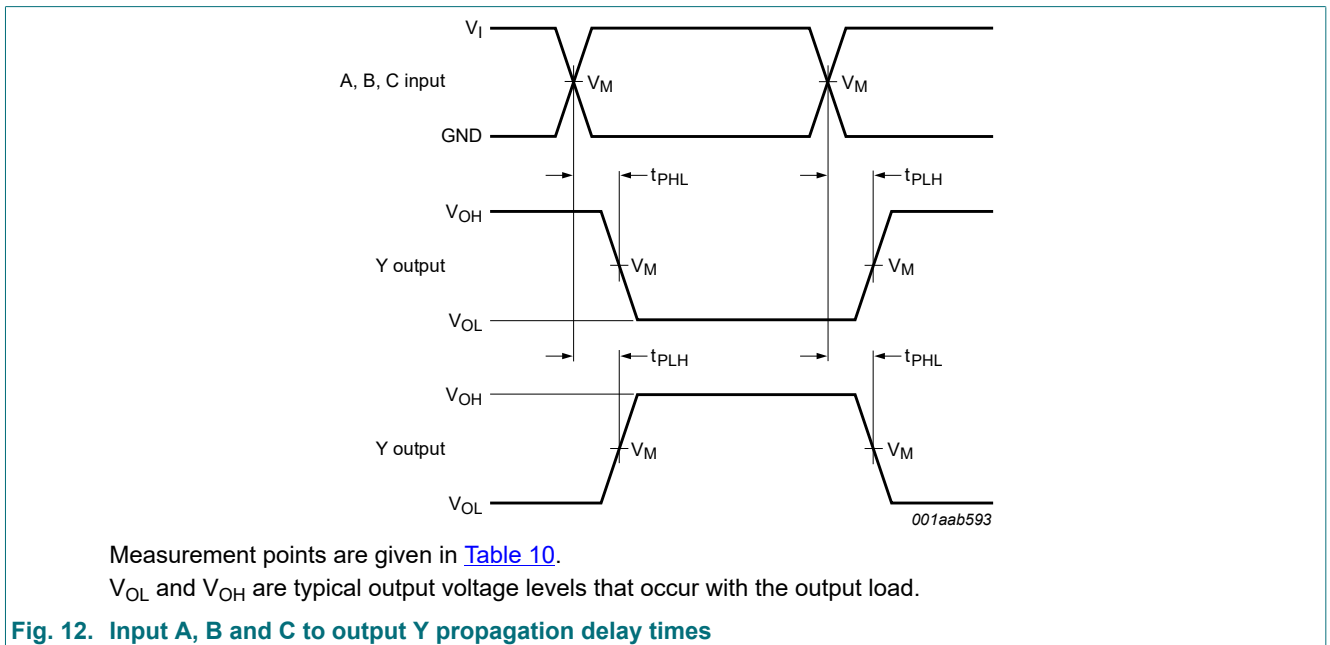 V_I
A, B, C input
V_M V_M
GND
t_PHL t_PLH
V_OH
Y output
V_M V_M
V_OL
t_PLH t_PHL
V_OH
Y output
V_M V_M
V_OL
001aab593
Measurement points are given in Table 10.
V_OL and V_OH are typical output voltage levels that occur with the output load.
Fig. 12. Input A, B and C to output Y propagation delay times